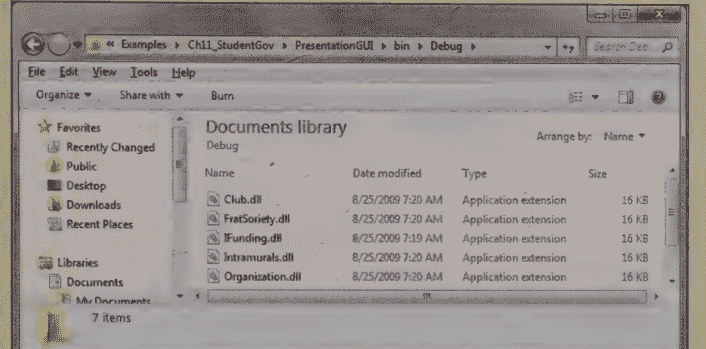 « Examples ▸ Ch11_StudentGov ▸ PresentationGUI ▸ bin ▸ Debug ▸ Search Deb
File Edit View Tools Help
Organize ▾ Share with ▾ Burn
Favorites
Recently Changed
Public
Desktop
Downloads
Recent Places
Libraries
Documents
My Documents
Documents library
Debug
Arrange by: Name ▾
Name Date modified Type Size
Club.dll 8/25/2009 7:20 AM Application extension 16 KB
FratSoriety.dll 8/25/2009 7:20 AM Application extension 16 KB
IFunding.dll 8/25/2009 7:19 AM Application extension 16 KB
Intramurals.dll 8/25/2009 7:20 AM Application extension 16 KB
Organization.dll 8/25/2009 7:20 AM Application extension 16 KB
7 items